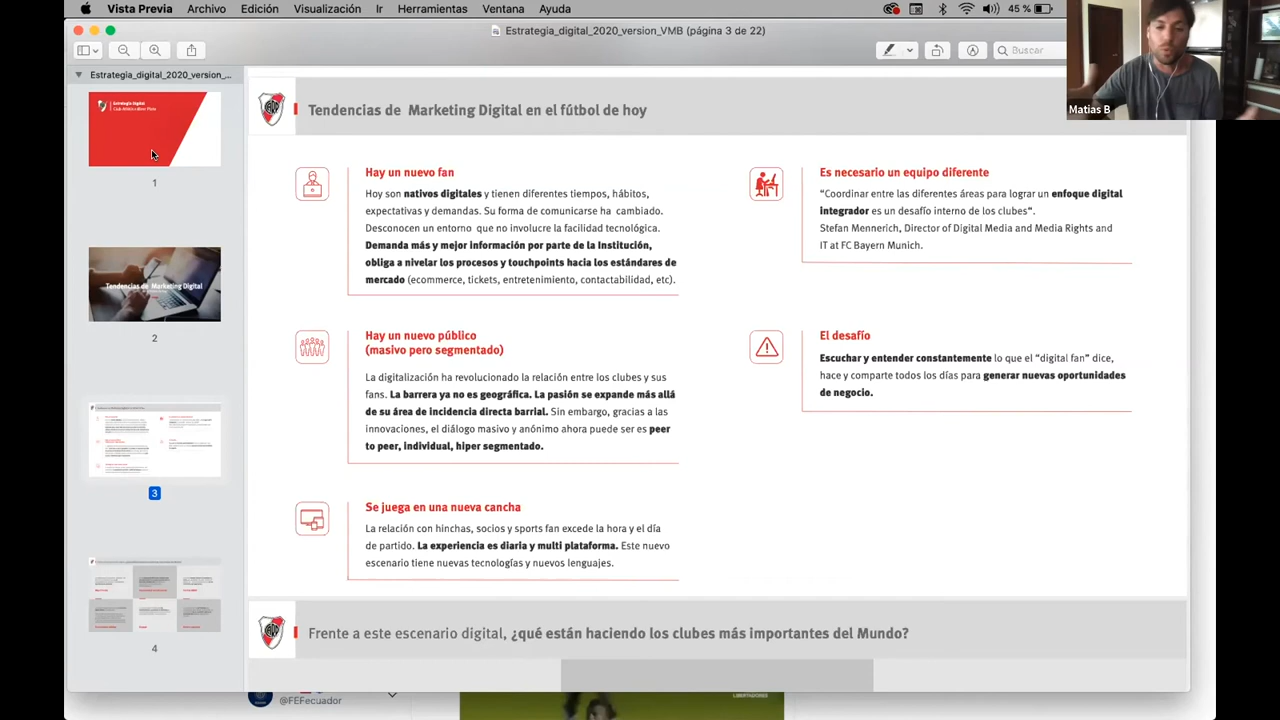 Vista Previa Archivo Edición Visualización Ir Herramientas Ventana Ayuda
45 %
Estrategia_digital_2020_version_VMB (página 3 de 22)
Buscar
Estrategia_digital_2020_version_...
Estrategia Digital
Club Atlético River Plate
1
Tendencias de Marketing Digital
2
3
4
Matias B
Tendencias de Marketing Digital en el fútbol de hoy
Hay un nuevo fan
Hoy son nativos digitales y tienen diferentes tiempos, hábitos,
expectativas y demandas. Su forma de comunicarse ha cambiado.
Desconocen un entorno que no involucre la facilidad tecnológica.
Demanda más y mejor información por parte de la Institución,
obliga a nivelar los procesos y touchpoints hacia los estándares de
mercado (ecommerce, tickets, entretenimiento, contactabilidad, etc).
Hay un nuevo público
(masivo pero segmentado)
La digitalización ha revolucionado la relación entre los clubes y sus
fans. La barrera ya no es geográfica. La pasión se expande más allá
de su área de incidencia directa barrial. Sin embargo, gracias a las
innovaciones, el diálogo masivo y anónimo ahora puede ser es peer
to peer, individual, hiper segmentado.
Se juega en una nueva cancha
La relación con hinchas, socios y sports fan excede la hora y el día
de partido. La experiencia es diaria y multi plataforma. Este nuevo
escenario tiene nuevas tecnologías y nuevos lenguajes.
Es necesario un equipo diferente
“Coordinar entre las diferentes áreas para lograr un enfoque digital
integrador es un desafío interno de los clubes“.
Stefan Mennerich, Director of Digital Media and Media Rights and
IT at FC Bayern Munich.
El desafío
Escuchar y entender constantemente lo que el “digital fan” dice,
hace y comparte todos los días para generar nuevas oportunidades
de negocio.
Frente a este escenario digital, ¿qué están haciendo los clubes más importantes del Mundo?
@FEFecuador
LIBERTADORES